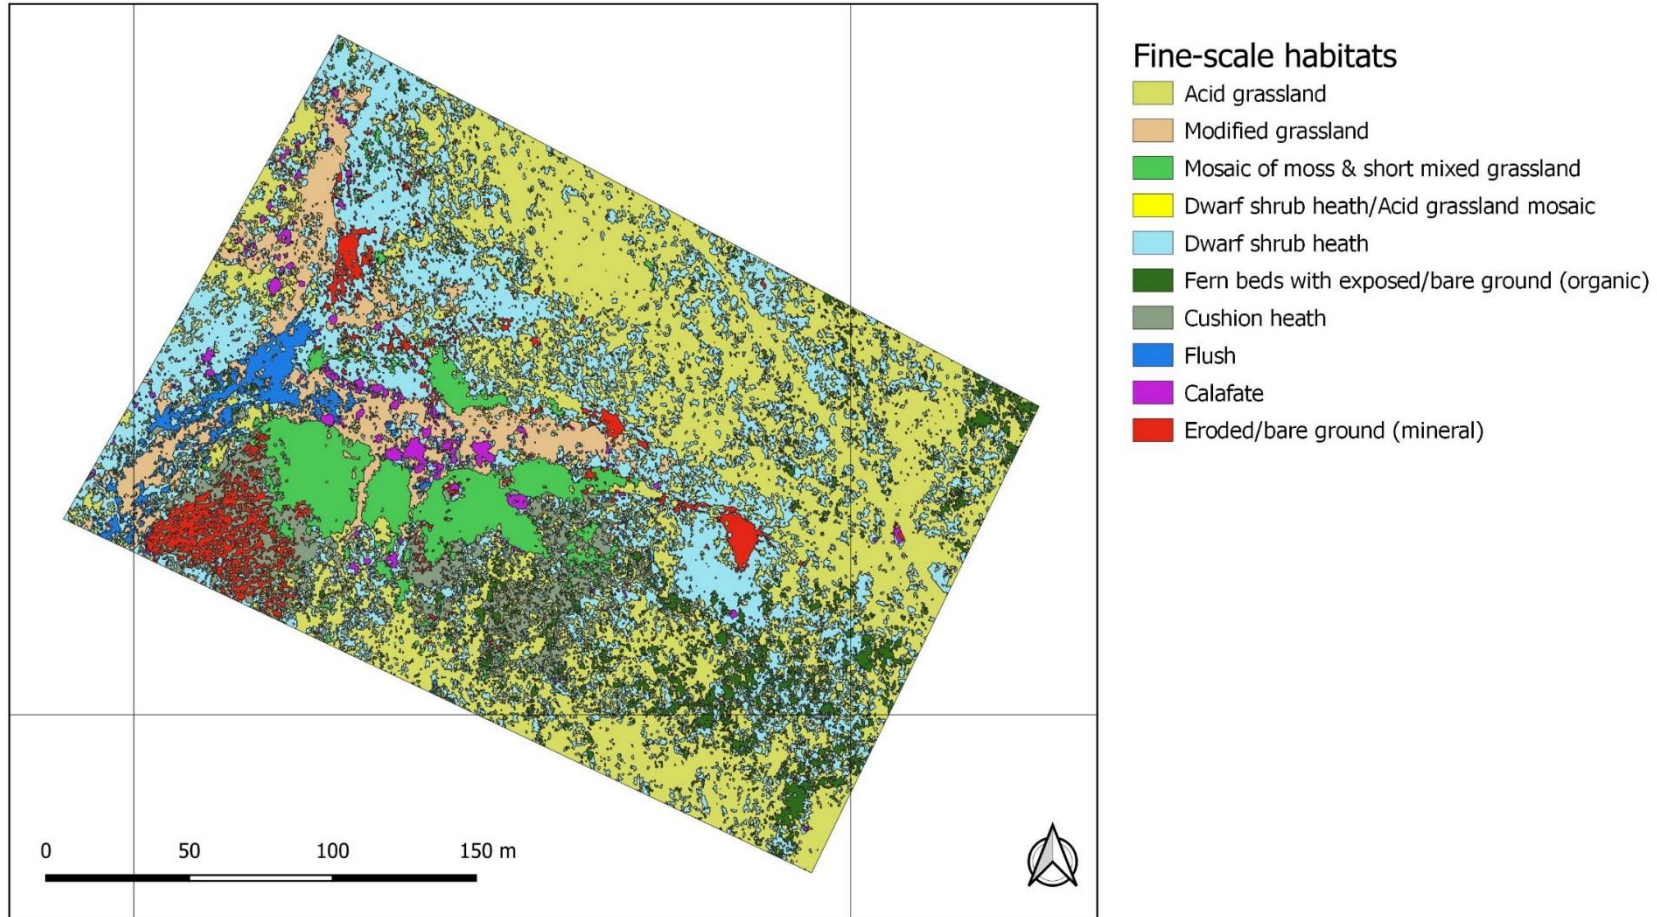 Fine-scale habitats
Acid grassland
Modified grassland
Mosaic of moss & short mixed grassland
Dwarf shrub heath/Acid grassland mosaic
Dwarf shrub heath
Fern beds with exposed/bare ground (organic)
Cushion heath
Flush
Calafate
Eroded/bare ground (mineral)
0 50 100 150 m